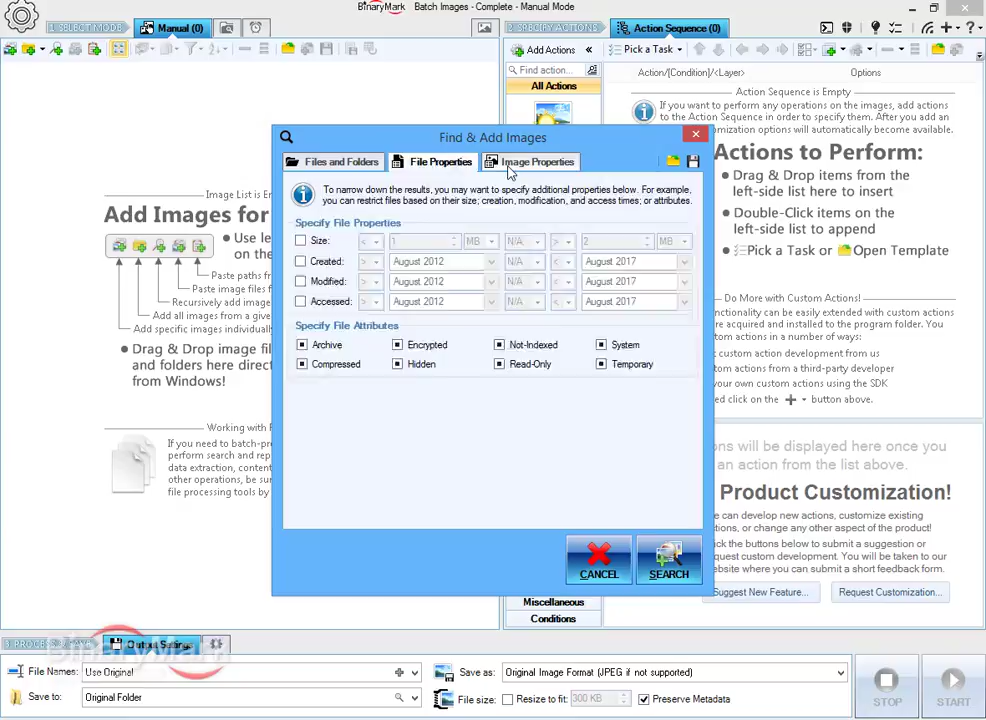 BinaryMark Batch Images - Complete - Manual Mode
1. SELECT MODE Manual (0)
2. SPECIFY ACTIONS Action Sequence (0)
Add Actions « Pick a Task
Find action...
All Actions
Action/[Condition]/<Layer> Options
Action Sequence is Empty
If you want to perform any operations on the images, add actions
to the Action Sequence in order to specify them. After you add an
omization options will automatically become available.
Actions to Perform:
Drag & Drop items from the
left-side list here to insert
Double-Click items on the
left-side list to append
Pick a Task or Open Template
Do More with Custom Actions!
nctionality can be easily extended with custom actions
are acquired and installed to the program folder. You
om actions in a number of ways:
custom action development from us
custom actions from a third-party developer
your own custom actions using the SDK
d click on the + button above.
ns will be displayed here once you
an action from the list above.
Product Customization!
e can develop new actions, customize existing
ctions, or change any other aspect of the product!
ick the buttons below to submit a suggestion or
quest custom development. You will be taken to our
ebsite where you can submit a short feedback form.
Suggest New Feature... Request Customization...
Miscellaneous
Conditions
Image List is E
Add Images for
Use le
on the
Paste paths fr
Paste image files f
Recursively add image
Add all images from a give
Add specific images individually
Drag & Drop image fil
and folders here direct
from Windows!
Working with F
If you need to batch-pro
perform search and rep
data extraction, content
other operations, be sur
file processing tools by
Find & Add Images
Files and Folders File Properties Image Properties
To narrow down the results, you may want to specify additional properties below. For example,
you can restrict files based on their size; creation, modification, and access times; or attributes.
Specify File Properties
Size: < 1 MB N/A > 2 MB
Created: > August 2012 N/A < August 2017
Modified: > August 2012 N/A < August 2017
Accessed: > August 2012 N/A < August 2017
Specify File Attributes
Archive Encrypted Not-Indexed System
Compressed Hidden Read-Only Temporary
CANCEL SEARCH
BinaryMark
Output Settings
File Names: Use Original
Save to: Original Folder
Save as: Original Image Format (JPEG if not supported)
File size: Resize to fit: 300 KB Preserve Metadata
STOP START